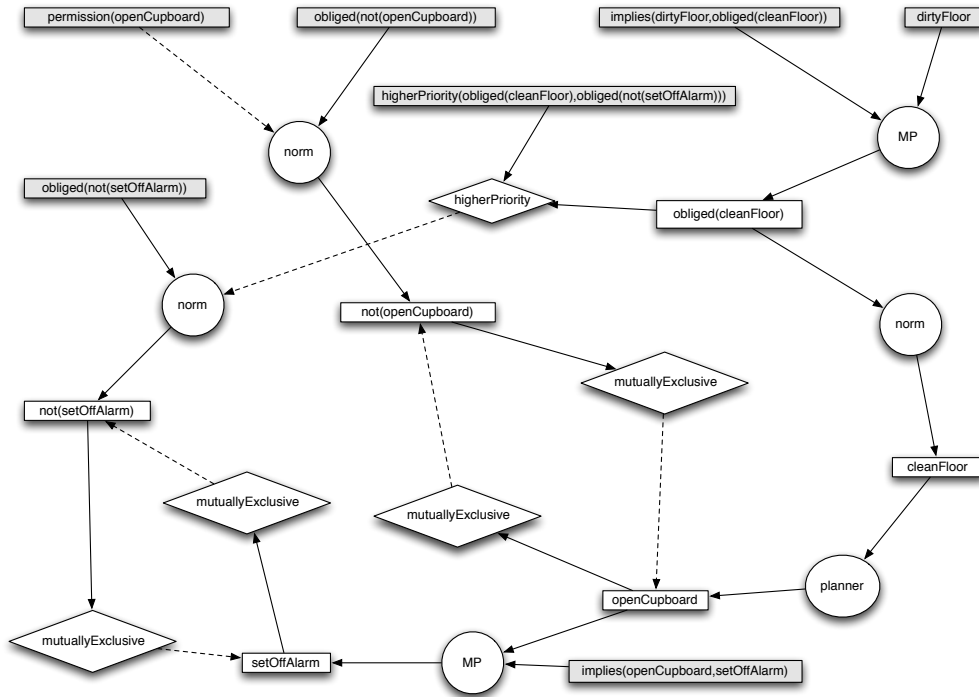 permission(openCupboard)
obliged(not(openCupboard))
implies(dirtyFloor,obliged(cleanFloor))
dirtyFloor
higherPriority(obliged(cleanFloor),obliged(not(setOffAlarm)))
norm
MP
obliged(not(setOffAlarm))
higherPriority
obliged(cleanFloor)
norm
not(openCupboard)
norm
mutuallyExclusive
not(setOffAlarm)
cleanFloor
mutuallyExclusive
mutuallyExclusive
planner
openCupboard
mutuallyExclusive
setOffAlarm
MP
implies(openCupboard,setOffAlarm)